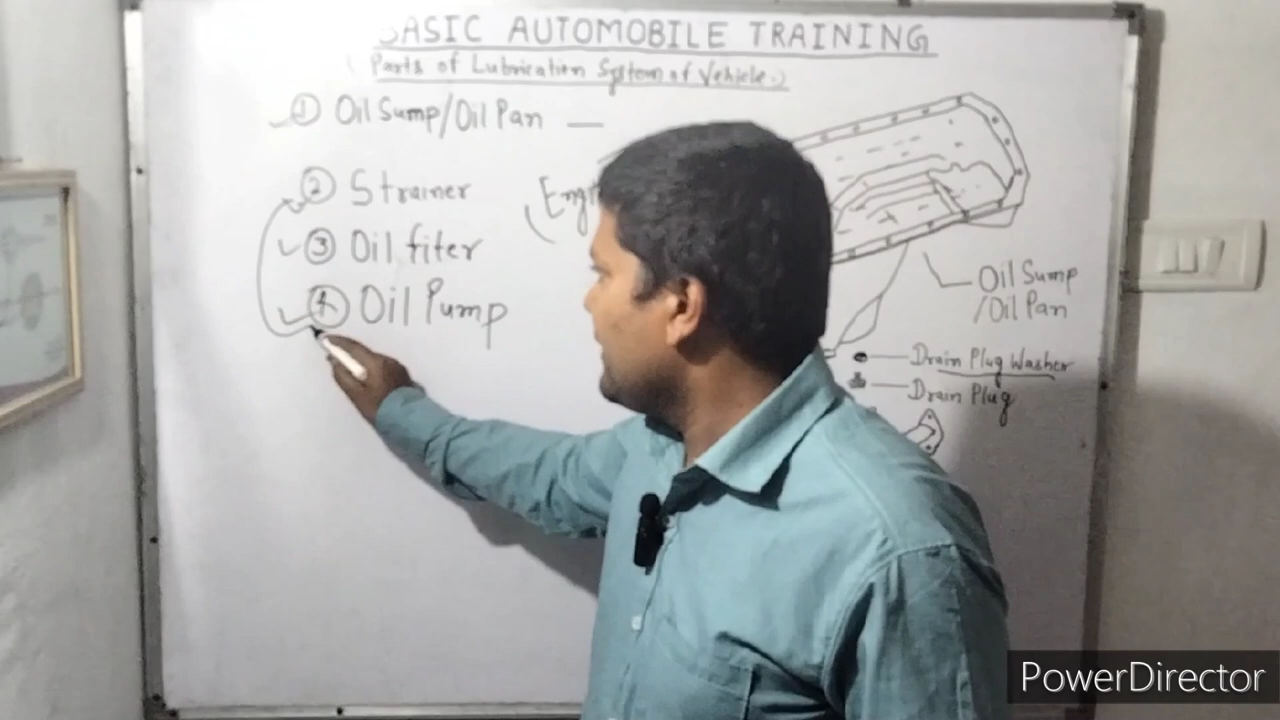 BASIC AUTOMOBILE TRAINING
(Parts of Lubrication System of Vehicle.)
① Oil Sump/Oil Pan —
② Strainer
③ Oil fiter
④ Oil Pump
Oil Sump
/Oil Pan
Drain Plug Washer
Drain Plug
PowerDirector